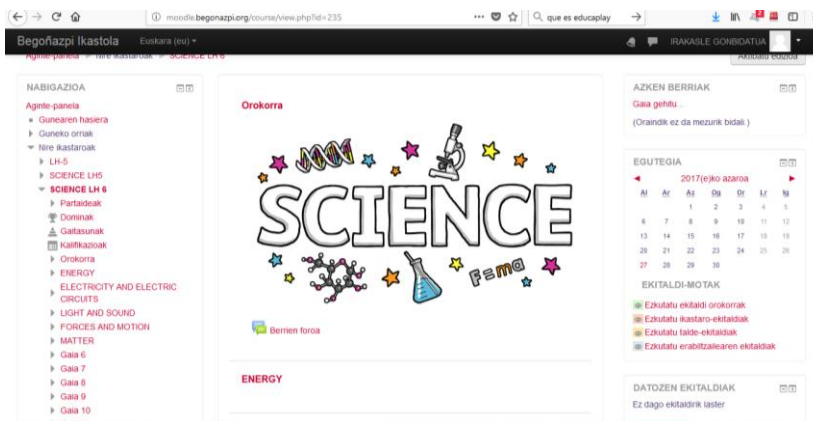 moodle.begonazpi.org/course/view.php?id=235
que es educaplay
Begoñazpi Ikastola
Euskara (eu)
IRAKASLE GONBIDATUA
Aginte-panela
Nire ikastaroak
SCIENCE LH 6
Aktibatu edizioa
NABIGAZIOA
Aginte-panela
Gunearen hasiera
Guneko orriak
Nire ikastaroak
LH-5
SCIENCE LH5
SCIENCE LH 6
Partaideak
Dominak
Gaitasunak
Kalifikazioak
Orokorra
ENERGY
ELECTRICITY AND ELECTRIC
CIRCUITS
LIGHT AND SOUND
FORCES AND MOTION
MATTER
Gaia 6
Gaia 7
Gaia 8
Gaia 9
Gaia 10
Orokorra
SCIENCE
F=ma
Berrien foroa
ENERGY
AZKEN BERRIAK
Gaia gehitu...
(Oraindik ez da mezurik bidali.)
EGUTEGIA
2017(e)ko azaroa
Al Ar Az Og Or Lr Ig
1 2 3 4 5
6 7 8 9 10 11 12
13 14 15 16 17 18 19
20 21 22 23 24 25 26
27 28 29 30
EKITALDI-MOTAK
Ezkutatu ekitaldi orokorrak
Ezkutatu ikastaro-ekitaldiak
Ezkutatu talde-ekitaldiak
Ezkutatu erabiltzailearen ekitaldiak
DATOZEN EKITALDIAK
Ez dago ekitaldirik laster